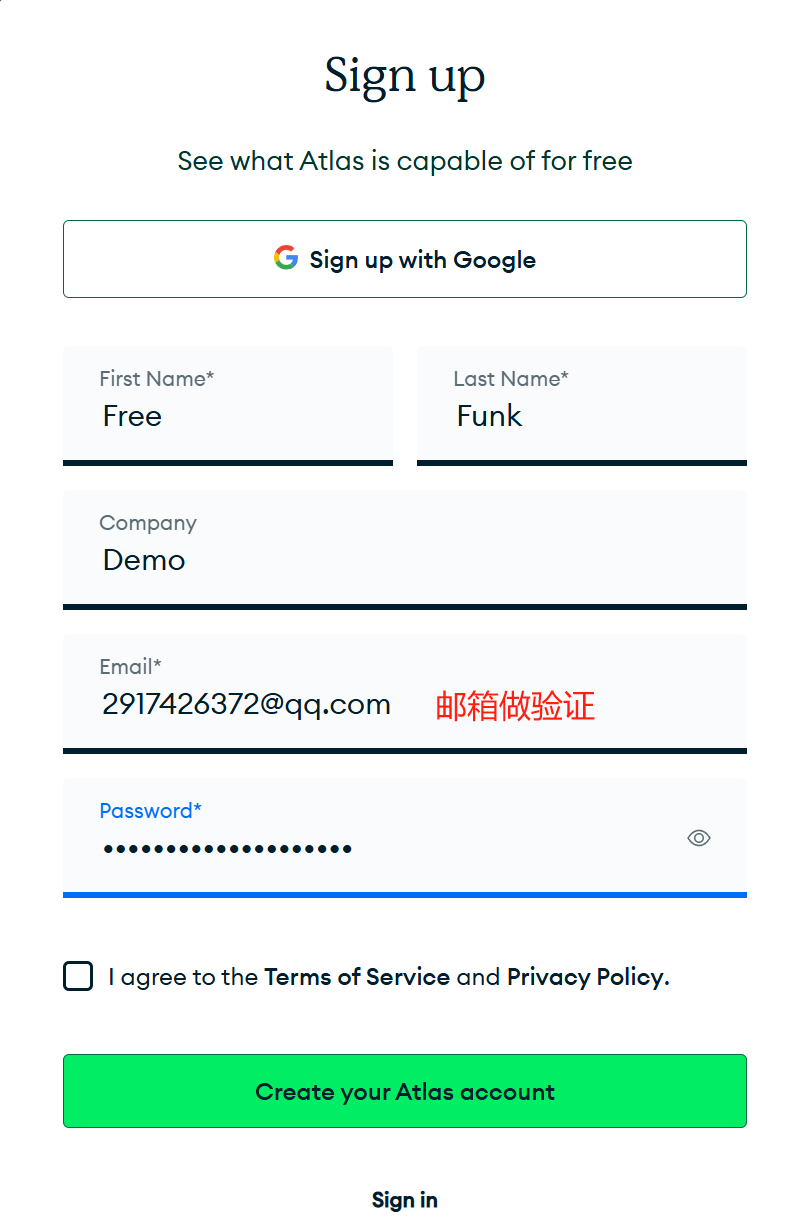 Sign up
See what Atlas is capable of for free
Sign up with Google
First Name* Last Name*
Free Funk
Company
Demo
Email*
2917426372@qq.com 邮箱做验证
Password*
••••••••••••••••••••
I agree to the Terms of Service and Privacy Policy.
Create your Atlas account
Sign in